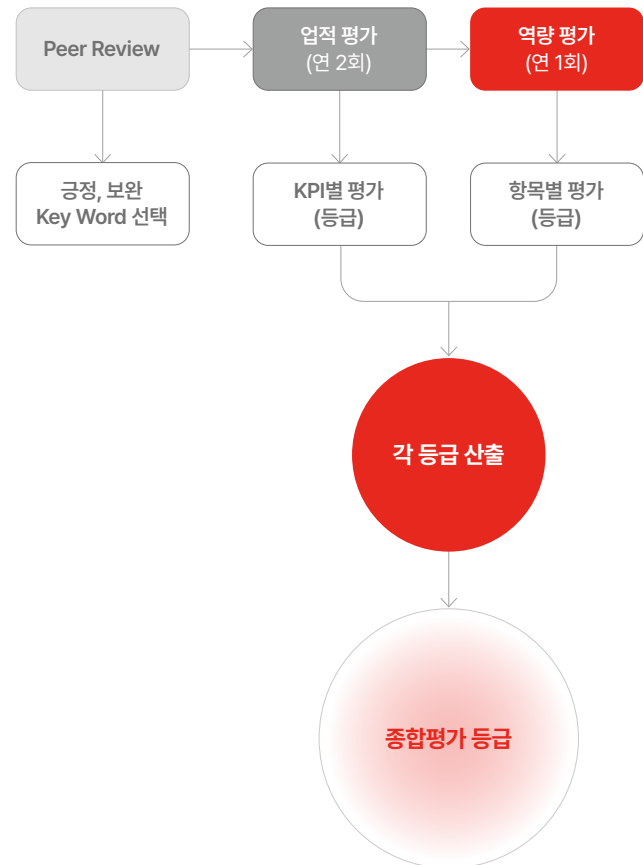 Peer Review
업적 평가
(연 2회)
역량 평가
(연 1회)
긍정, 보완
Key Word 선택
KPI별 평가
(등급)
항목별 평가
(등급)
각 등급 산출
종합평가 등급